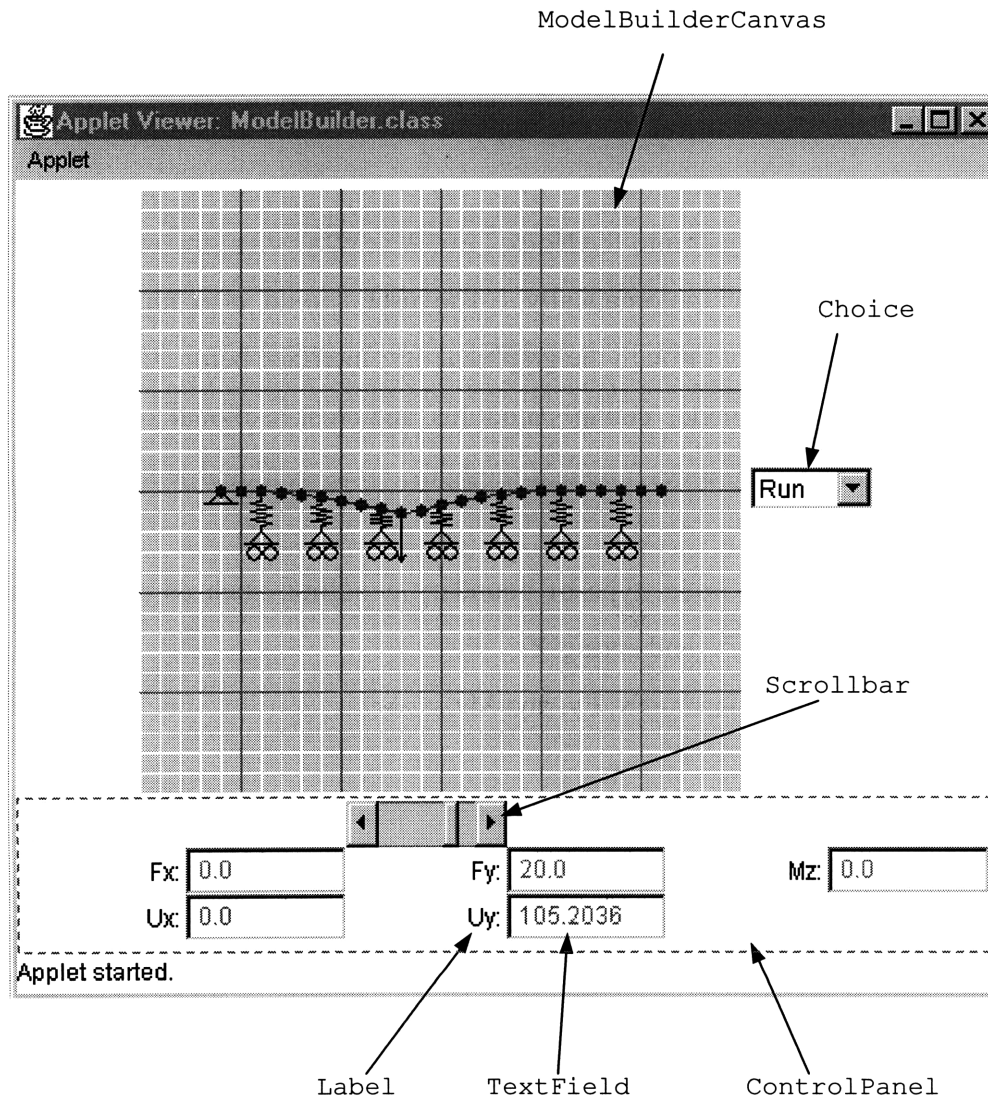 ModelBuilderCanvas
Applet Viewer: ModelBuilder.class
Applet
Choice
Run
Scrollbar
Fx: 0.0 Fy: 20.0 Mz: 0.0
Ux: 0.0 Uy: 105.2036
Applet started.
Label TextField ControlPanel